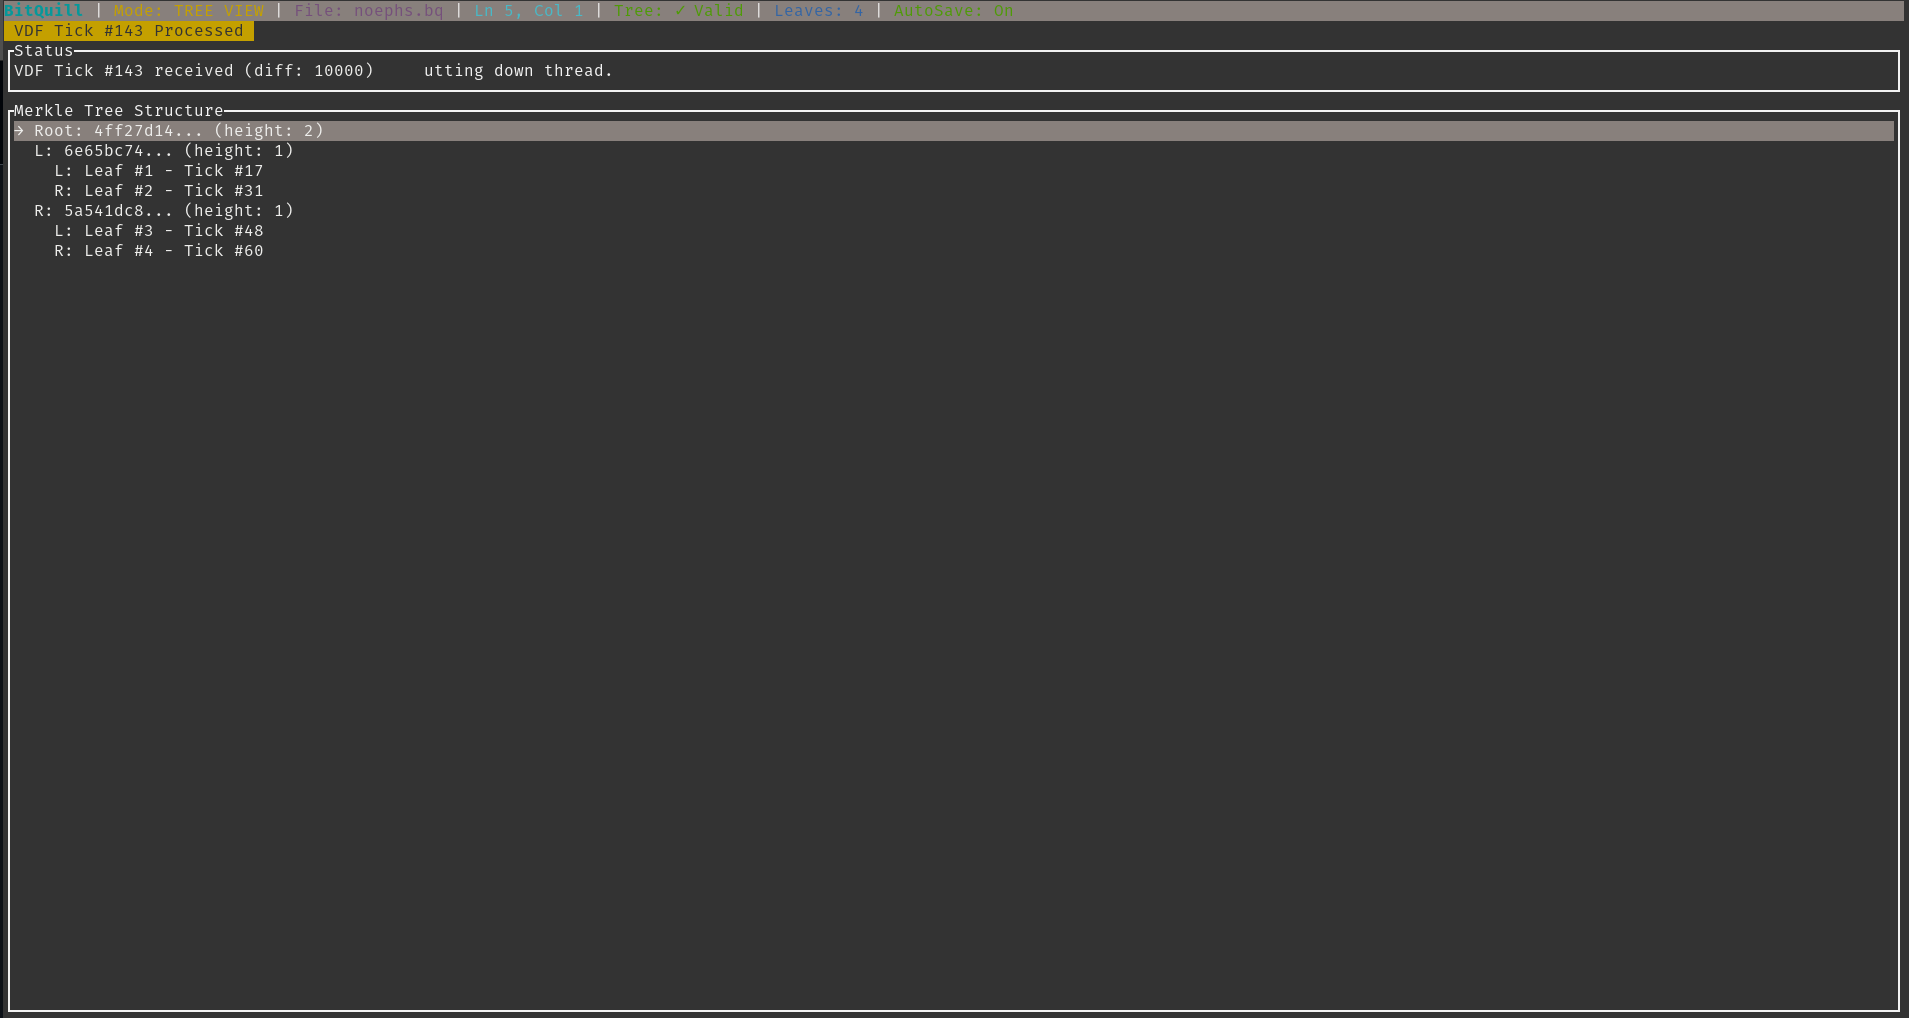 BitQuill | Mode: TREE VIEW | File: noephs.bq | Ln 5, Col 1 | Tree: ✓ Valid | Leaves: 4 | AutoSave: On
VDF Tick #143 Processed
Status
VDF Tick #143 received (diff: 10000)     utting down thread.
Merkle Tree Structure
→ Root: 4ff27d14... (height: 2)
L: 6e65bc74... (height: 1)
L: Leaf #1 - Tick #17
R: Leaf #2 - Tick #31
R: 5a541dc8... (height: 1)
L: Leaf #3 - Tick #48
R: Leaf #4 - Tick #60